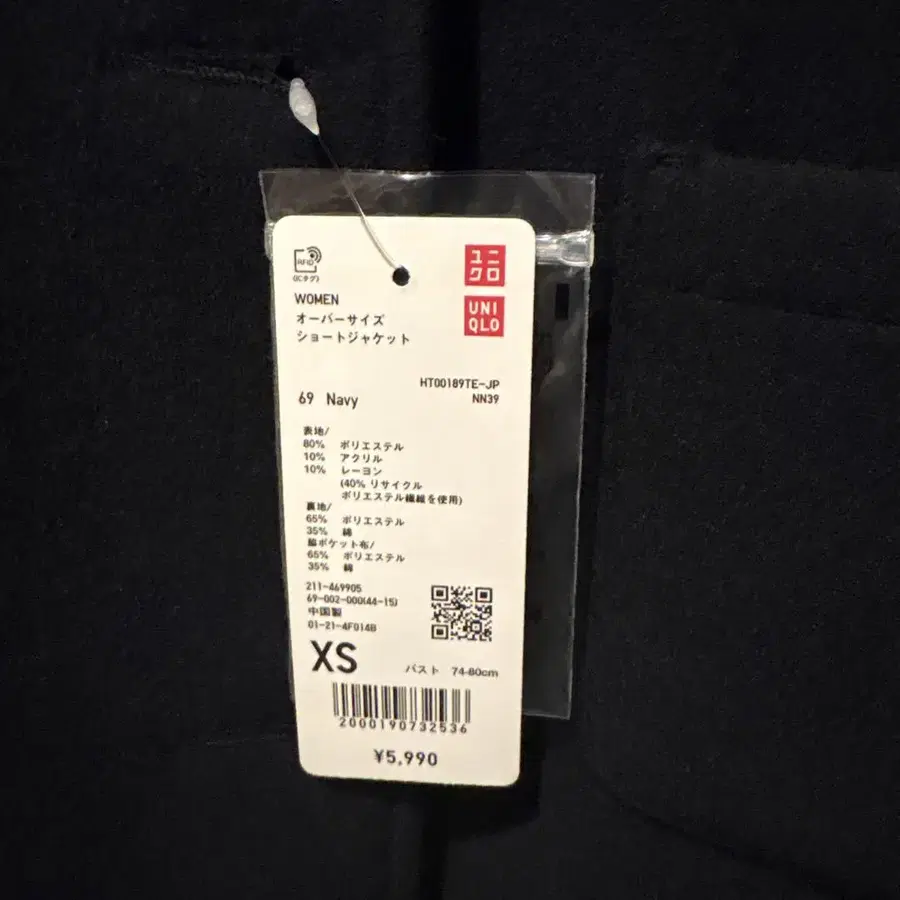 RFID
(ICタグ)
ユニ
クロ
UNI
QLO
WOMEN
オーバーサイズ
ショートジャケット
HT00189TE-JP
NN39
69 Navy
表地/
80% ポリエステル
10% アクリル
10% レーヨン
(40% リサイクル
ポリエステル繊維を使用)
裏地/
65% ポリエステル
35% 綿
脇ポケット布/
65% ポリエステル
35% 綿
211-469905
69-002-000(44-15)
中国製
01-21-4F014B
XS
バスト 74-80cm
2000190732536
¥5,990